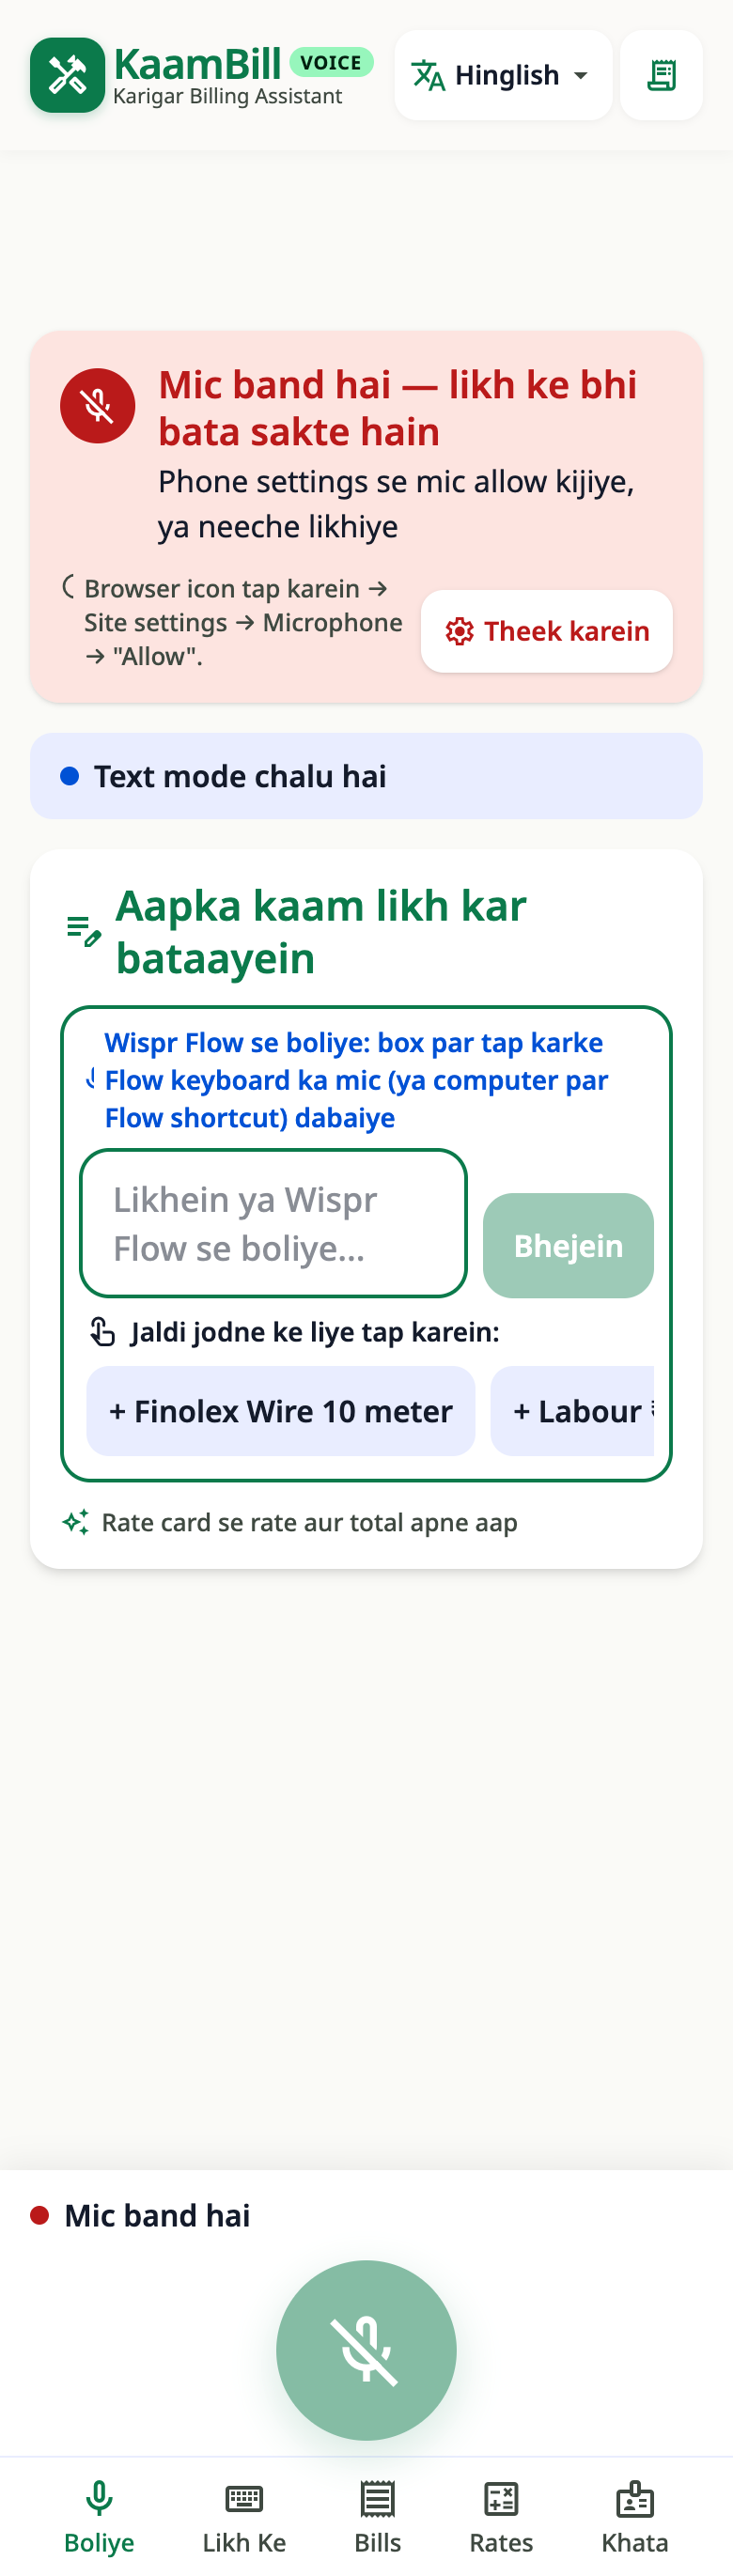 KaamBill VOICE
Karigar Billing Assistant
Hinglish
Mic band hai — likh ke bhi
bata sakte hain
Phone settings se mic allow kijiye,
ya neeche likhiye
Browser icon tap karein →
Site settings → Microphone
→ "Allow".
Theek karein
Text mode chalu hai
Aapka kaam likh kar
bataayein
Wispr Flow se boliye: box par tap karke
Flow keyboard ka mic (ya computer par
Flow shortcut) dabaiye
Likhein ya Wispr
Flow se boliye...
Bhejein
Jaldi jodne ke liye tap karein:
+ Finolex Wire 10 meter
+ Labour
Rate card se rate aur total apne aap
Mic band hai
Boliye
Likh Ke
Bills
Rates
Khata